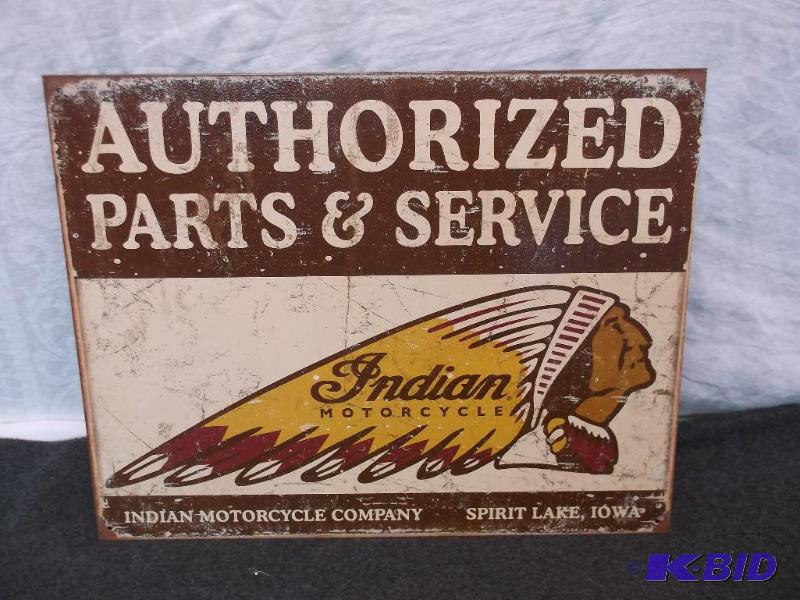 AUTHORIZED
PARTS & SERVICE
Indian
MOTORCYCLE
INDIAN MOTORCYCLE COMPANY SPIRIT LAKE, IOWA
© K-BID